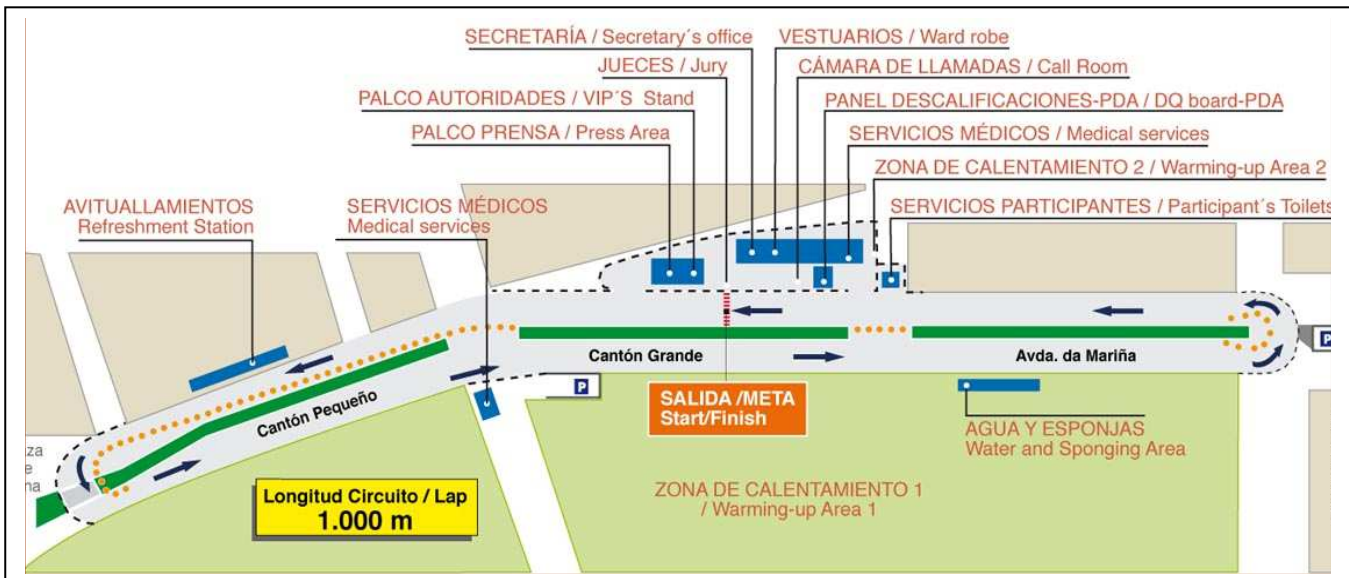 SECRETARÍA / Secretary´s office
VESTUARIOS / Ward robe
JUECES / Jury
CÁMARA DE LLAMADAS / Call Room
PALCO AUTORIDADES / VIP´S Stand
PANEL DESCALIFICACIONES-PDA / DQ board-PDA
PALCO PRENSA / Press Area
SERVICIOS MÉDICOS / Medical services
ZONA DE CALENTAMIENTO 2 / Warming-up Area 2
AVITUALLAMIENTOS
Refreshment Station
SERVICIOS MÉDICOS
Medical services
SERVICIOS PARTICIPANTES / Participant´s Toilets
P
Cantón Grande
Avda. da Mariña
P
Cantón Pequeño
SALIDA /META
Start/Finish
AGUA Y ESPONJAS
Water and Sponging Area
Longitud Circuito / Lap
1.000 m
ZONA DE CALENTAMIENTO 1
/ Warming-up Area 1